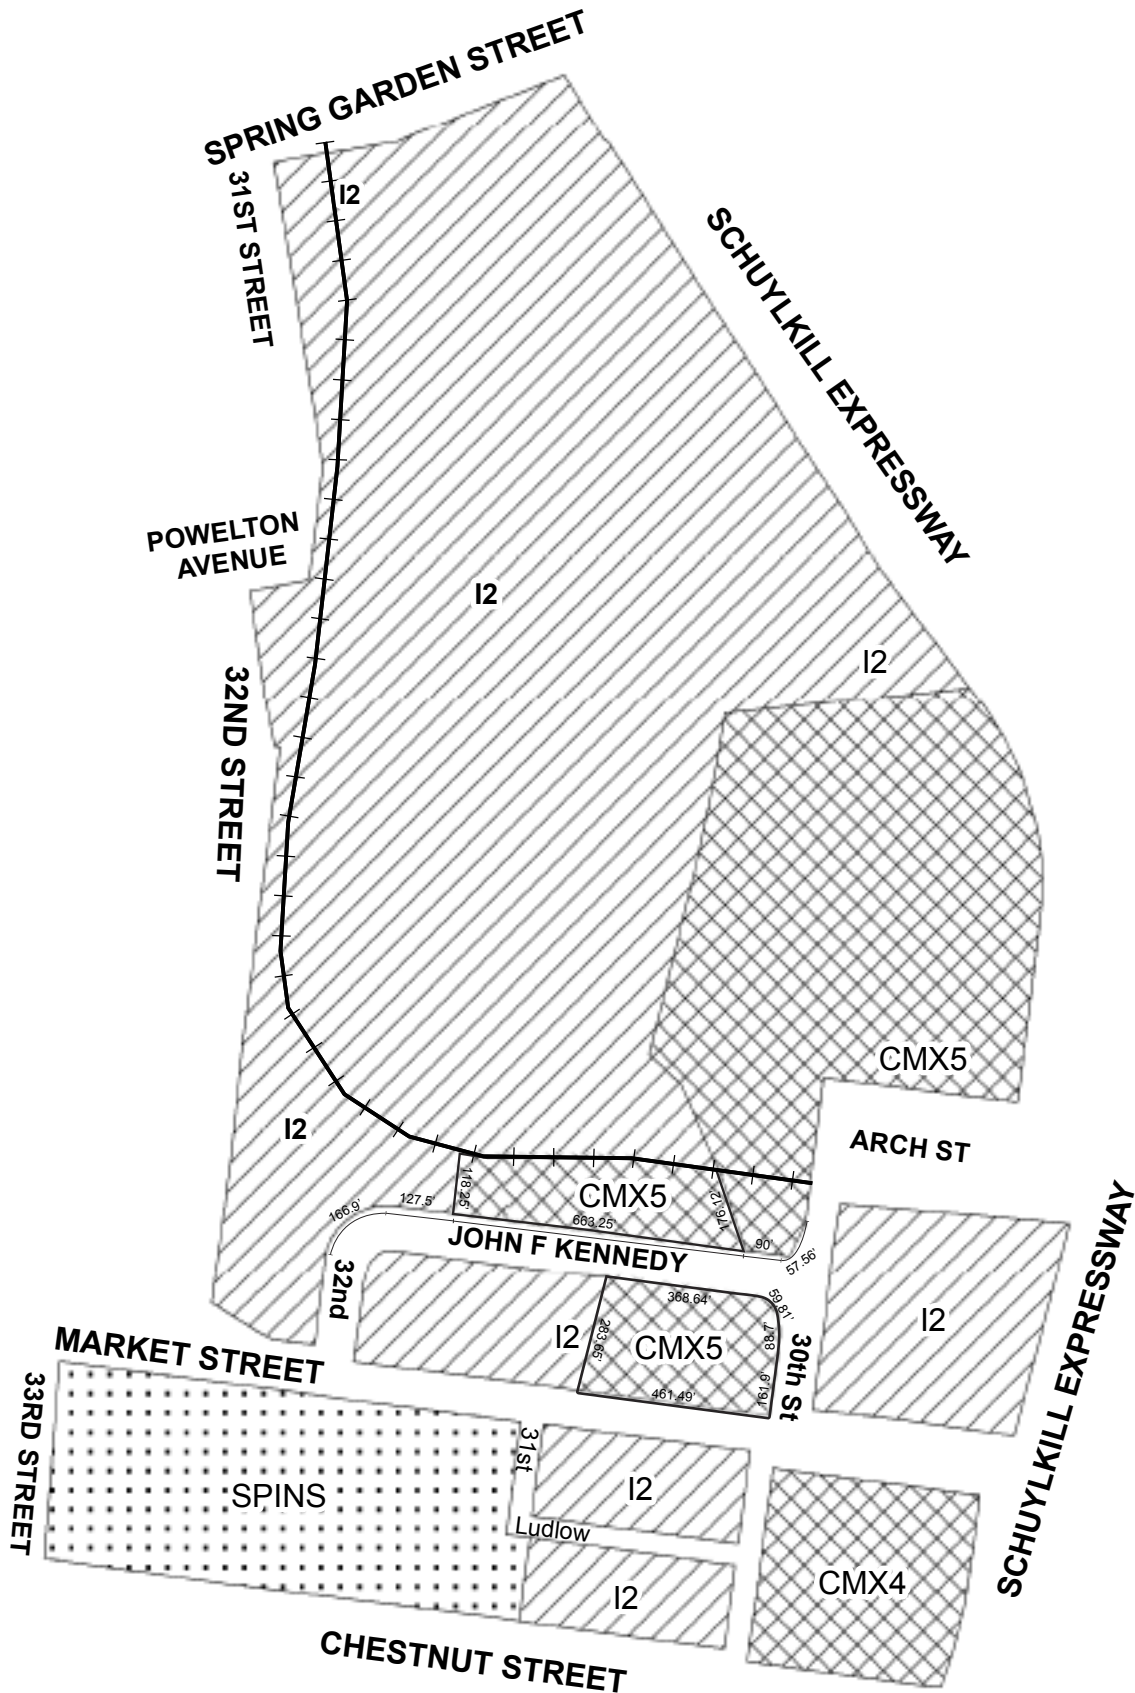 SPRING GARDEN STREET
31ST STREET
I2
SCHUYLKILL EXPRESSWAY
POWELTON
AVENUE
I2
I2
32ND STREET
CMX5
I2
ARCH ST
118.25'
CMX5
663.25
176.12'
127.5'
166.9'
90'
57.56'
JOHN F KENNEDY
32nd
368.64'
59.81'
I2
283.65'
CMX5
78.8'
461.49'
161.9'
30th St
I2
SCHUYLKILL EXPRESSWAY
MARKET STREET
33RD STREET
31st
SPINS
I2
Ludlow
I2
CMX4
CHESTNUT STREET